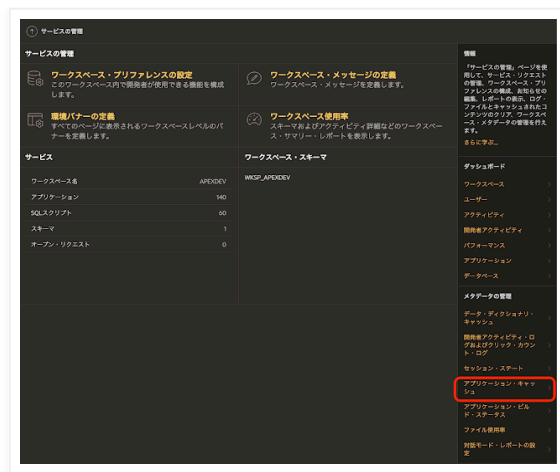 サービスの管理
サービスの管理
ワークスペース・プリファレンスの設定
このワークスペース内で開発者が使用できる機能を構成
します。
ワークスペース・メッセージの定義
ワークスペース・メッセージを定義します。
環境バナーの定義
すべてのページに表示されるワークスペースレベルのバ
ナーを定義します。
ワークスペース使用率
スキーマおよびアクティビティ詳細などのワークスペー
ス・サマリー・レポートを表示します。
サービス
ワークスペース名 APEXDEV
アプリケーション 140
SQLスクリプト 60
スキーマ 1
オープン・リクエスト 0
ワークスペース・スキーマ
WKSP_APEXDEV
情報
「サービスの管理」ページを使
用して、サービス・リクエスト
の管理、ワークスペース・プリ
ファレンスの構成、お知らせの
編集、レポートの表示、ログ・
ファイルとキャッシュされたコ
ンテンツのクリア、ワークスペ
ース・メタデータの管理を行え
ます。
さらに学ぶ...
ダッシュボード
ワークスペース
ユーザー
アクティビティ
開発者アクティビティ
パフォーマンス
アプリケーション
データベース
メタデータの管理
データ・ディクショナリ・
キャッシュ
開発者アクティビティ・ロ
グおよびクリック・カウン
ト・ログ
セッション・ステート
アプリケーション・キャッ
シュ
アプリケーション・ビル
ド・ステータス
ファイル使用率
対話モード・レポートの設
定